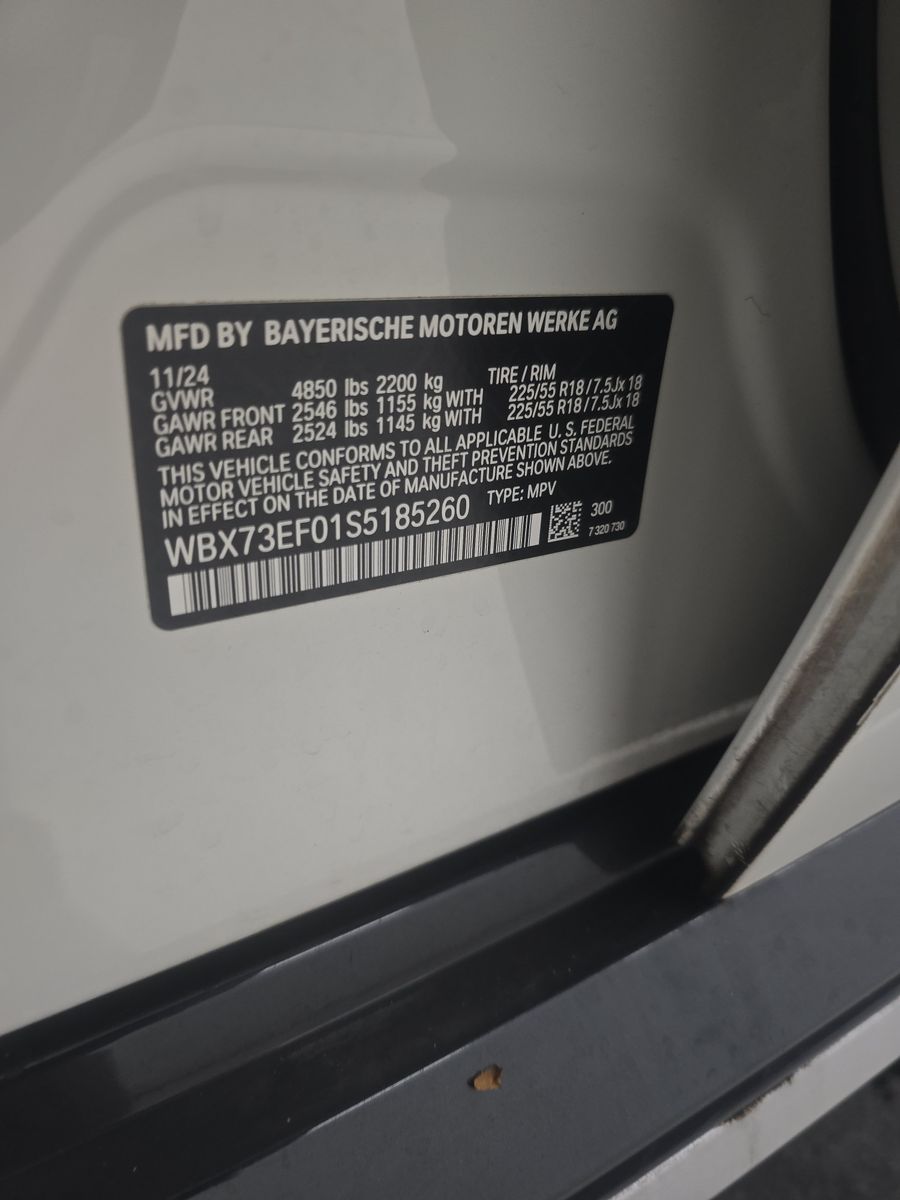 MFD BY BAYERISCHE MOTOREN WERKE AG
11/24 TIRE / RIM
GVWR 4850 lbs 2200 kg
GAWR FRONT 2546 lbs 1155 kg WITH 225/55 R18 / 7.5Jx 18
GAWR REAR 2524 lbs 1145 kg WITH 225/55 R18 / 7.5Jx 18
THIS VEHICLE CONFORMS TO ALL APPLICABLE U. S. FEDERAL
MOTOR VEHICLE SAFETY AND THEFT PREVENTION STANDARDS
IN EFFECT ON THE DATE OF MANUFACTURE SHOWN ABOVE.
WBX73EF01S5185260 TYPE: MPV
300
7 320 730